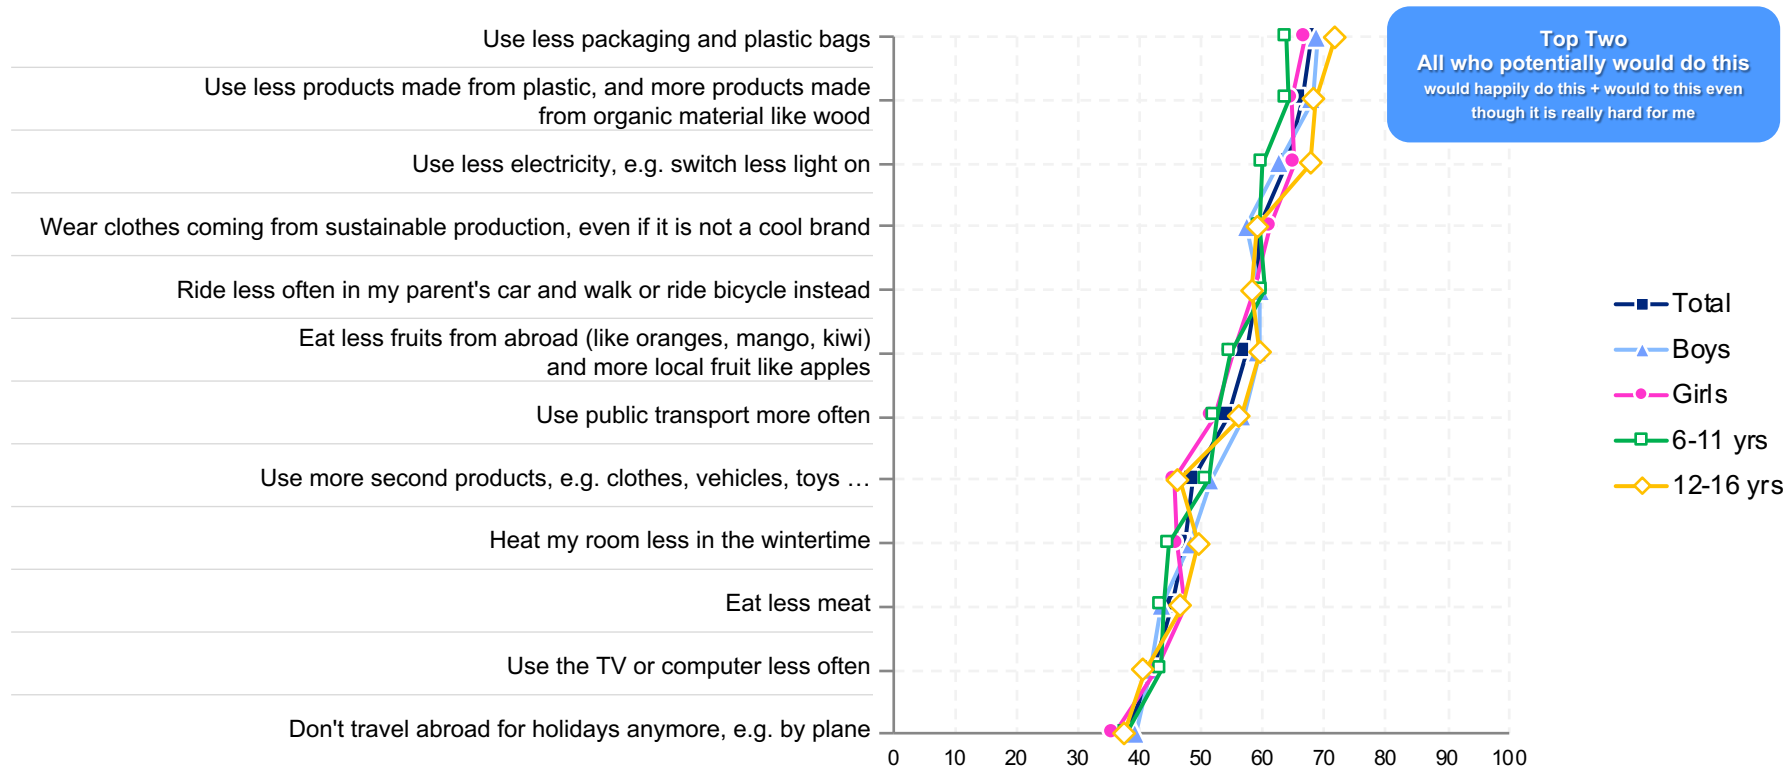 Top Two
All who potentially would do this
would happily do this + would to this even
though it is really hard for me
Use less packaging and plastic bags
Use less products made from plastic, and more products made
from organic material like wood
Use less electricity, e.g. switch less light on
Wear clothes coming from sustainable production, even if it is not a cool brand
Ride less often in my parent's car and walk or ride bicycle instead
Eat less fruits from abroad (like oranges, mango, kiwi)
and more local fruit like apples
Use public transport more often
Use more second products, e.g. clothes, vehicles, toys …
Heat my room less in the wintertime
Eat less meat
Use the TV or computer less often
Don't travel abroad for holidays anymore, e.g. by plane
0 10 20 30 40 50 60 70 80 90 100
Total
Boys
Girls
6-11 yrs
12-16 yrs